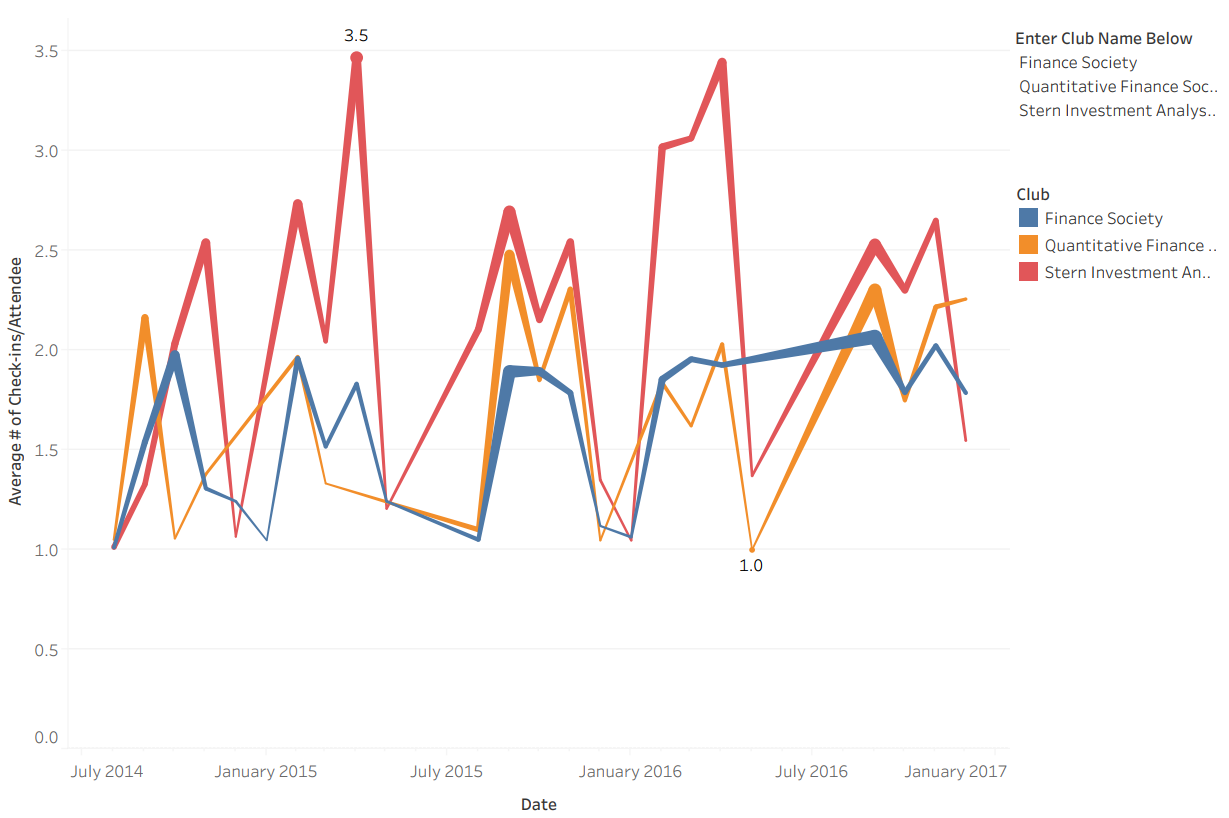 3.5
3.5
3.0
2.5
2.0
1.5
1.0
0.5
0.0
1.0
Average # of Check-ins/Attendee
July 2014
January 2015
July 2015
January 2016
July 2016
January 2017
Date
Enter Club Name Below
Finance Society
Quantitative Finance Soc..
Stern Investment Analys..
Club
Finance Society
Quantitative Finance ..
Stern Investment An..